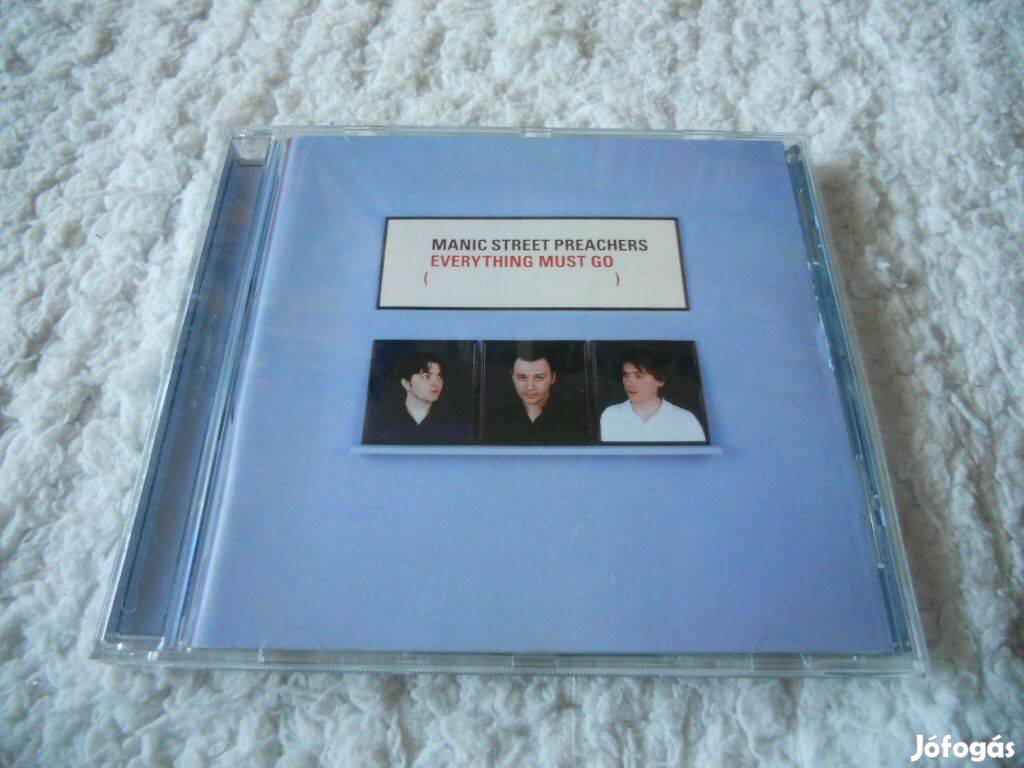 MANIC STREET PREACHERS
EVERYTHING MUST GO
( )
Jófogás